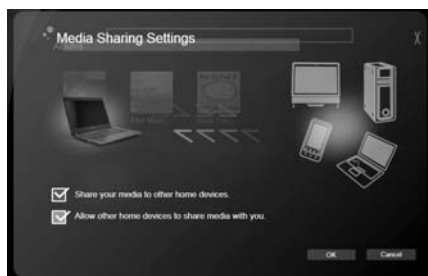 Media Sharing Settings
Share your media to other home devices.
Allow other home devices to share media with you.
OK
Cancel